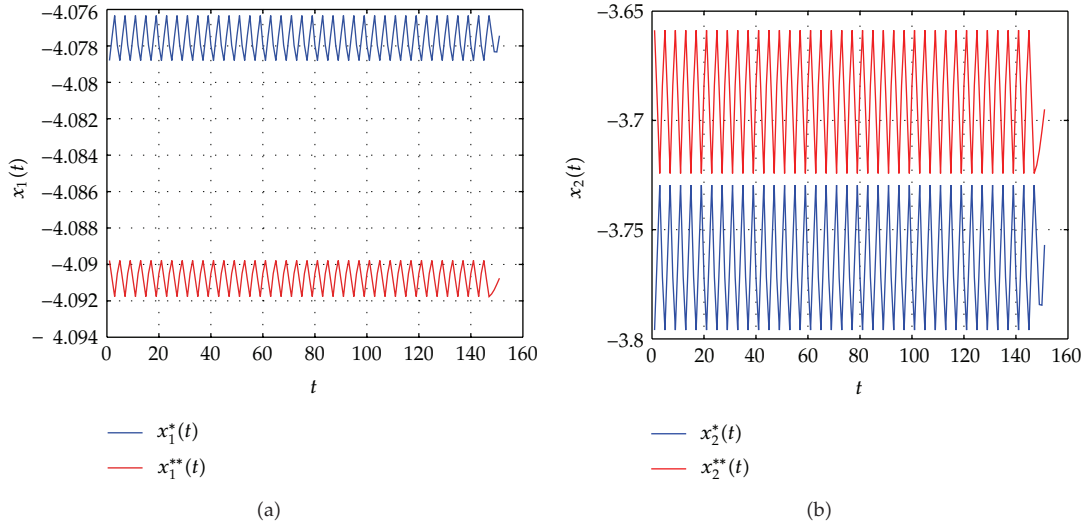 −4.076
−4.078
−4.08
−4.082
−4.084
−4.086
−4.088
−4.09
−4.092
− 4.094
x₁(t)
0 20 40 60 80 100 120 140 160
t
x₁*(t)
x₁**(t)
(a)
−3.65
−3.7
−3.75
−3.8
x₂(t)
0 20 40 60 80 100 120 140 160
t
x₂*(t)
x₂**(t)
(b)